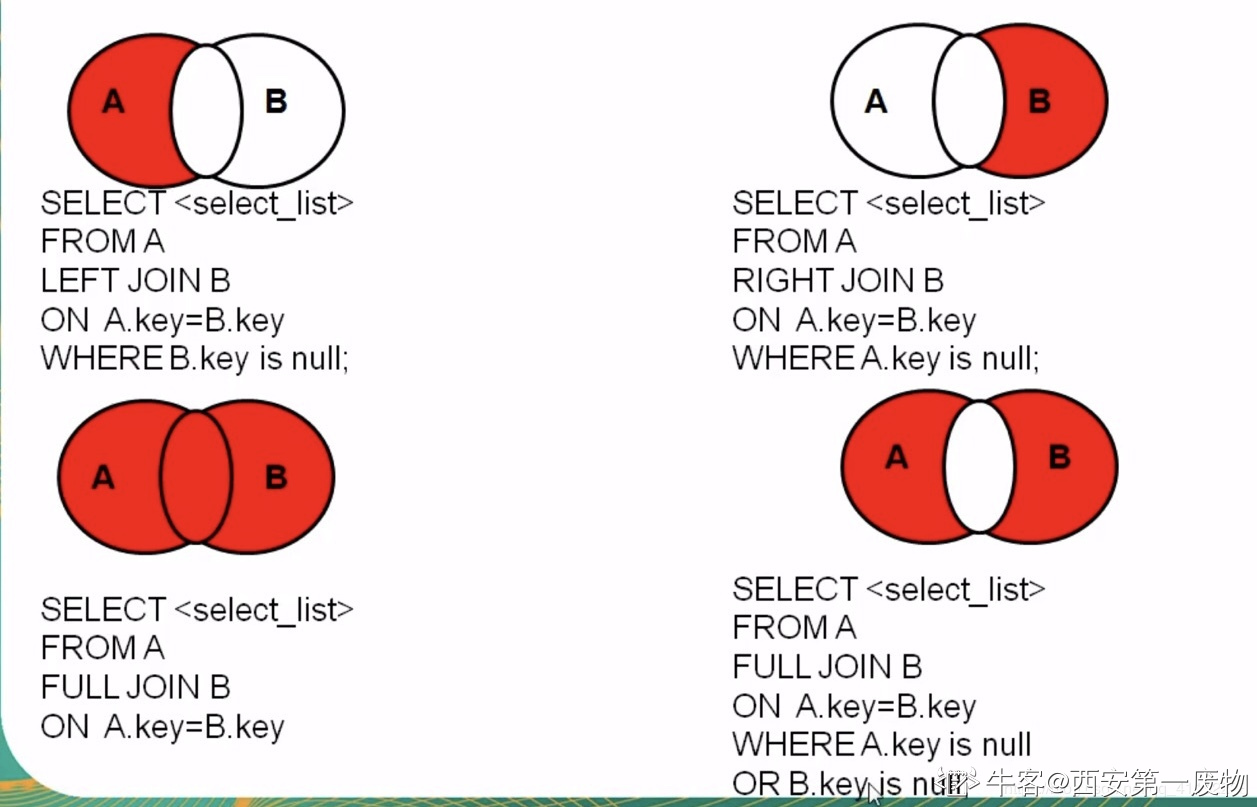 A B
SELECT <select_list>
FROM A
LEFT JOIN B
ON A.key=B.key
WHERE B.key is null;
A B
SELECT <select_list>
FROM A
RIGHT JOIN B
ON A.key=B.key
WHERE A.key is null;
A B
SELECT <select_list>
FROM A
FULL JOIN B
ON A.key=B.key
A B
SELECT <select_list>
FROM A
FULL JOIN B
ON A.key=B.key
WHERE A.key is null
OR B.key is null;
牛客@西安第一废物